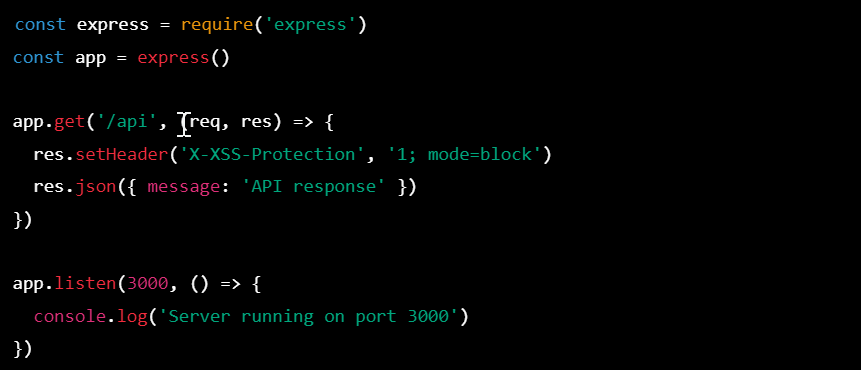 const express = require('express')
const app = express()
app.get('/api', (req, res) => {
  res.setHeader('X-XSS-Protection', '1; mode=block')
  res.json({ message: 'API response' })
})
app.listen(3000, () => {
  console.log('Server running on port 3000')
})